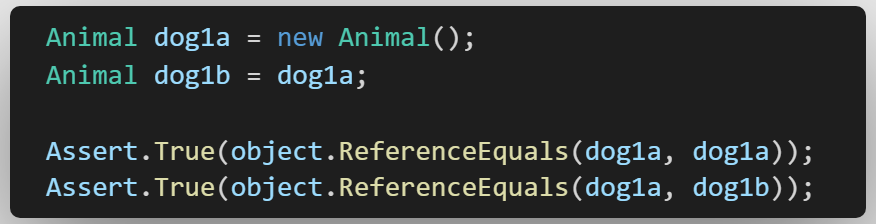 Animal dog1a = new Animal();
Animal dog1b = dog1a;
Assert.True(object.ReferenceEquals(dog1a, dog1a));
Assert.True(object.ReferenceEquals(dog1a, dog1b));